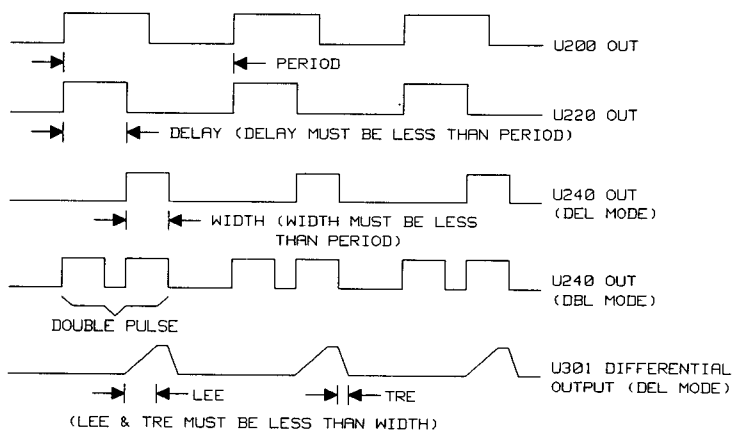 U200 OUT
PERIOD
U220 OUT
DELAY (DELAY MUST BE LESS THAN PERIOD)
U240 OUT
(DEL MODE)
WIDTH (WIDTH MUST BE LESS
THAN PERIOD)
U240 OUT
(DBL MODE)
DOUBLE PULSE
U301 DIFFERENTIAL
OUTPUT (DEL MODE)
LEE
TRE
(LEE & TRE MUST BE LESS THAN WIDTH)